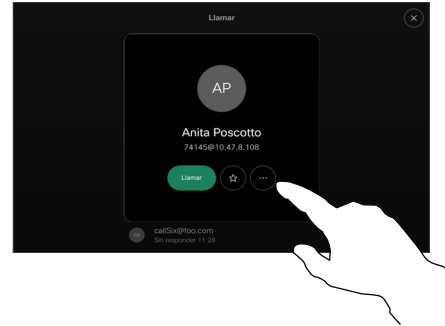 Llamar
AP
Anita Poscotto
74145@10.47.8.108
Llamar
callSix@foo.com
Sin responder 11:28